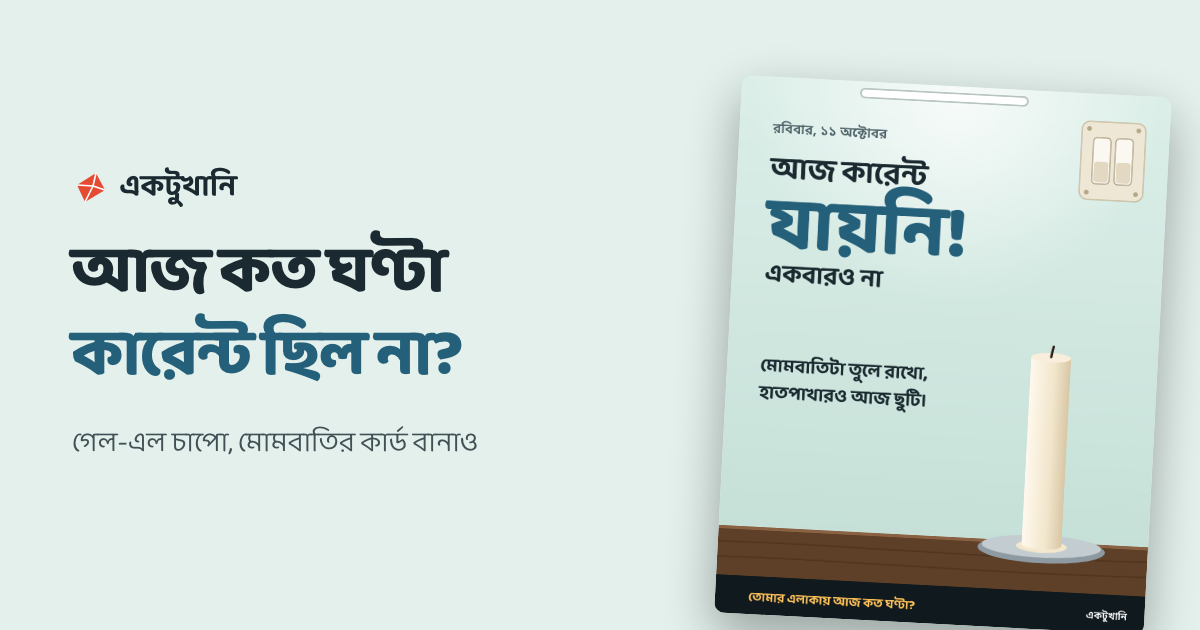 একটুখানি
আজ কত ঘণ্টা
কারেন্ট ছিল না?
গেল-এল চাপো, মোমবাতির কার্ড বানাও
রবিবার, ১১ অক্টোবর
আজ কারেন্ট
যায়নি!
একবারও না
মোমবাতিটা তুলে রাখো,
হাতপাখারও আজ ছুটি।
তোমার এলাকায় আজ কত ঘণ্টা?
একটুখানি